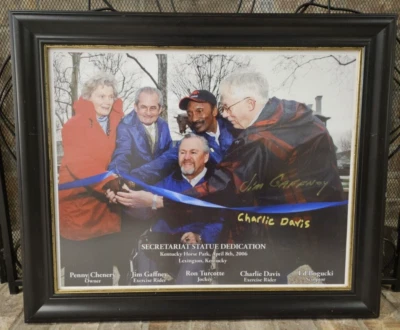 Jim Gaffney
Charlie Davis
SECRETARIAT STATUE DEDICATION
Kentucky Horse Park, April 8th, 2006
Lexington, Kentucky
Penny Chenery Jim Gaffney Ron Turcotte Charlie Davis Ed Bogucki
Owner Exercise Rider Jockey Exercise Rider